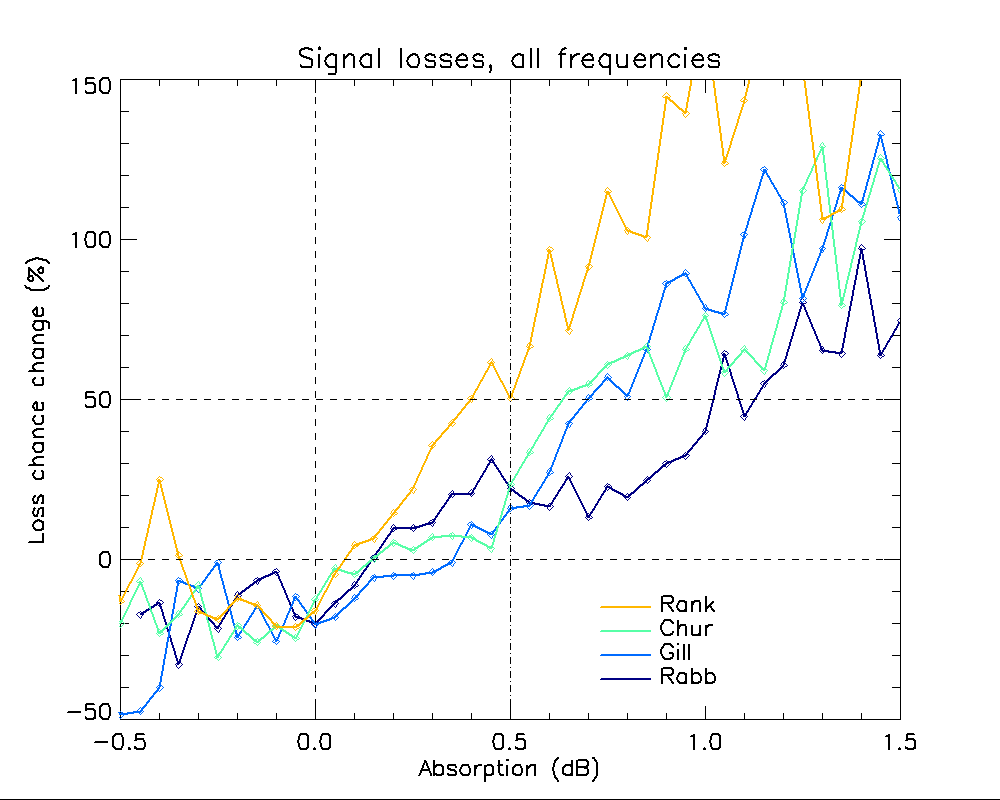 Signal losses, all frequencies
150
100
50
0
-50
Loss chance change (%)
Rank
Chur
Gill
Rabb
-0.5 0.0 0.5 1.0 1.5
Absorption (dB)